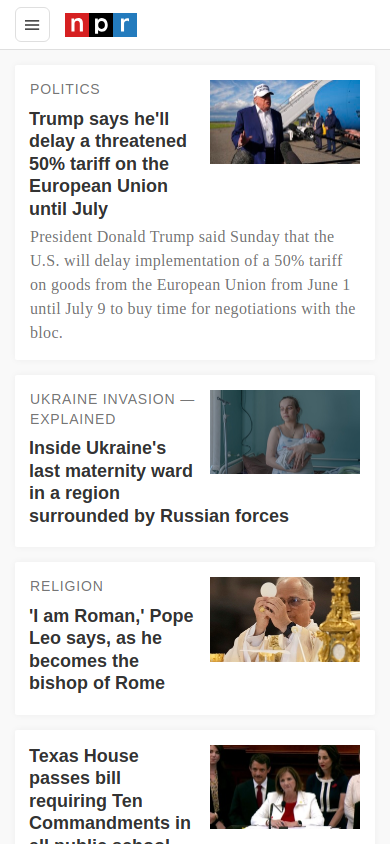 npr
POLITICS
Trump says he'll
delay a threatened
50% tariff on the
European Union
until July
President Donald Trump said Sunday that the
U.S. will delay implementation of a 50% tariff
on goods from the European Union from June 1
until July 9 to buy time for negotiations with the
bloc.
UKRAINE INVASION —
EXPLAINED
Inside Ukraine's
last maternity ward
in a region
surrounded by Russian forces
RELIGION
'I am Roman,' Pope
Leo says, as he
becomes the
bishop of Rome
Texas House
passes bill
requiring Ten
Commandments in
all public school